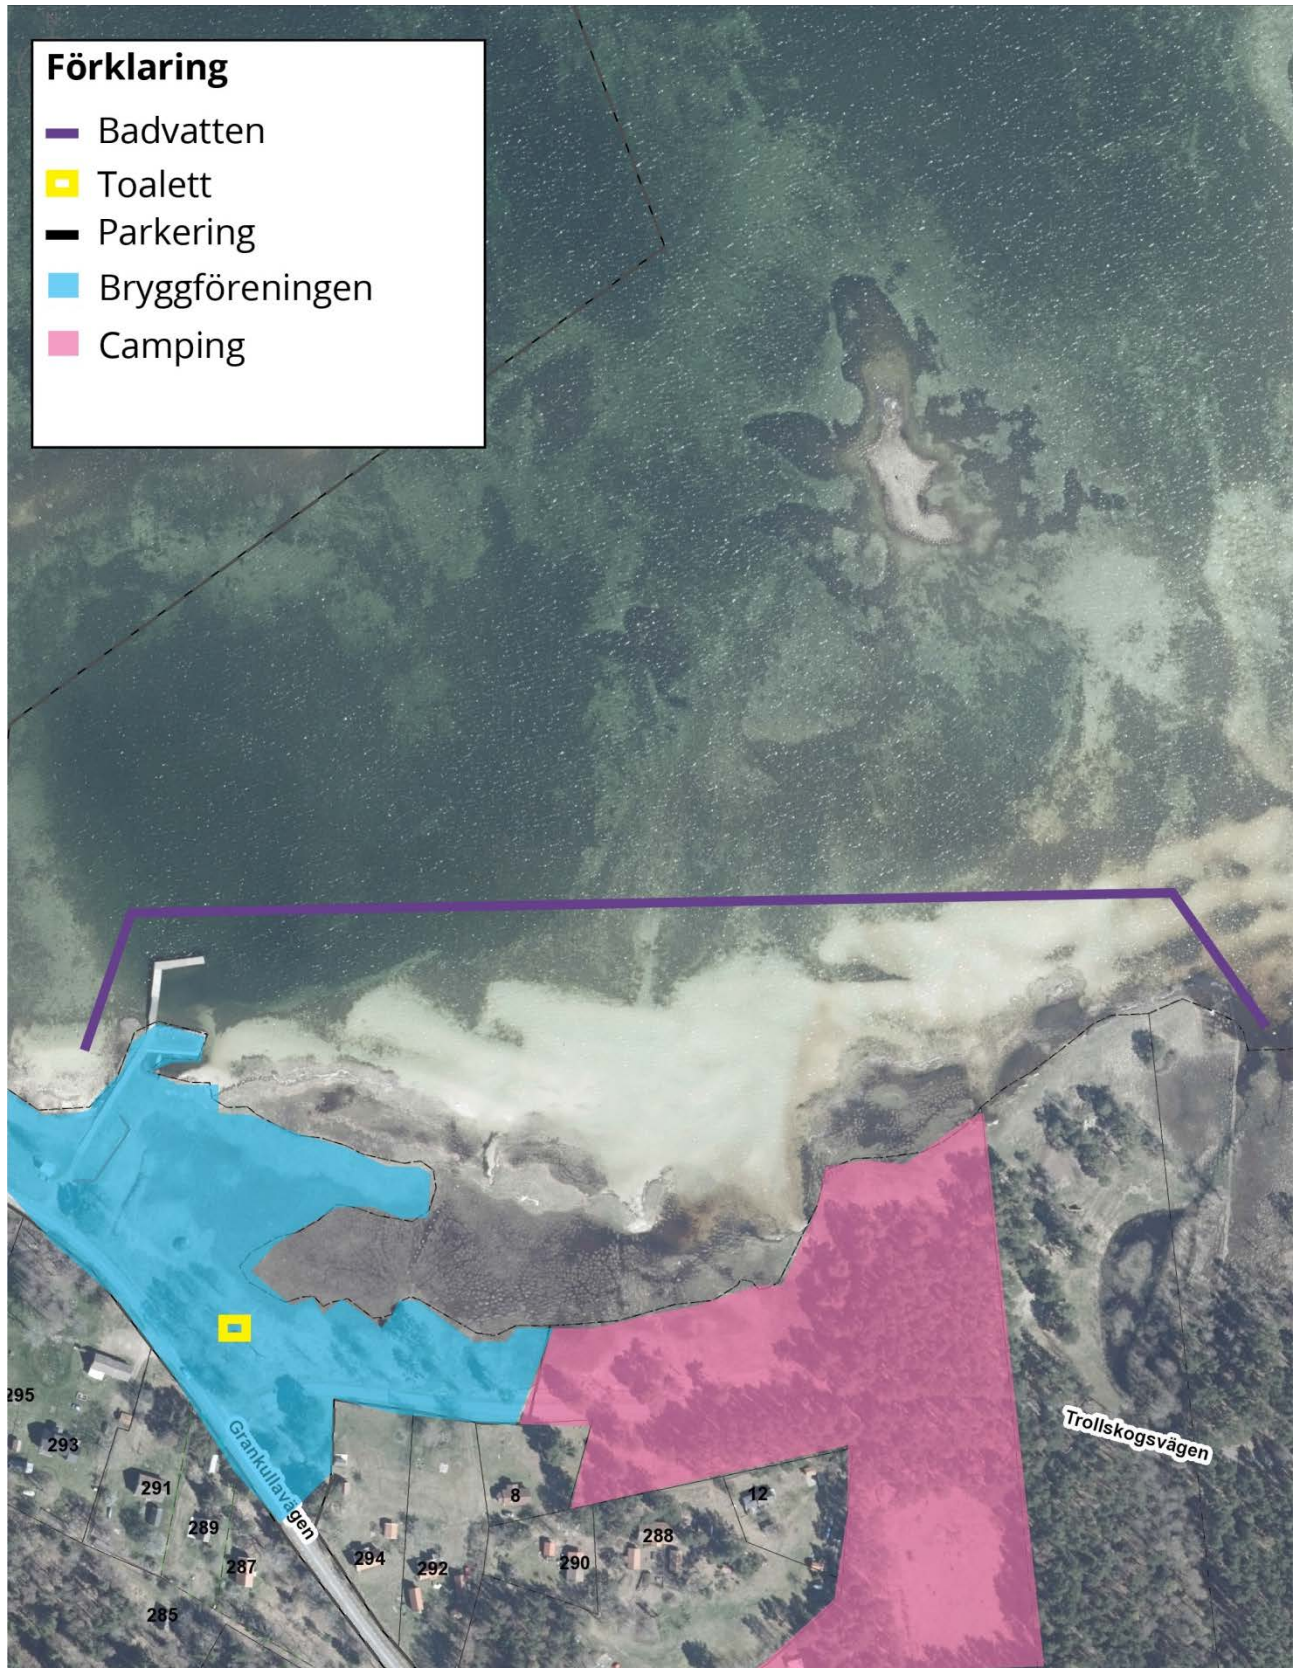 Förklaring
Badvatten
Toalett
Parkering
Bryggföreningen
Camping
295
293
291
289
287
285
Grankullavägen
294
292
8
290
288
12
Trollskogsvägen